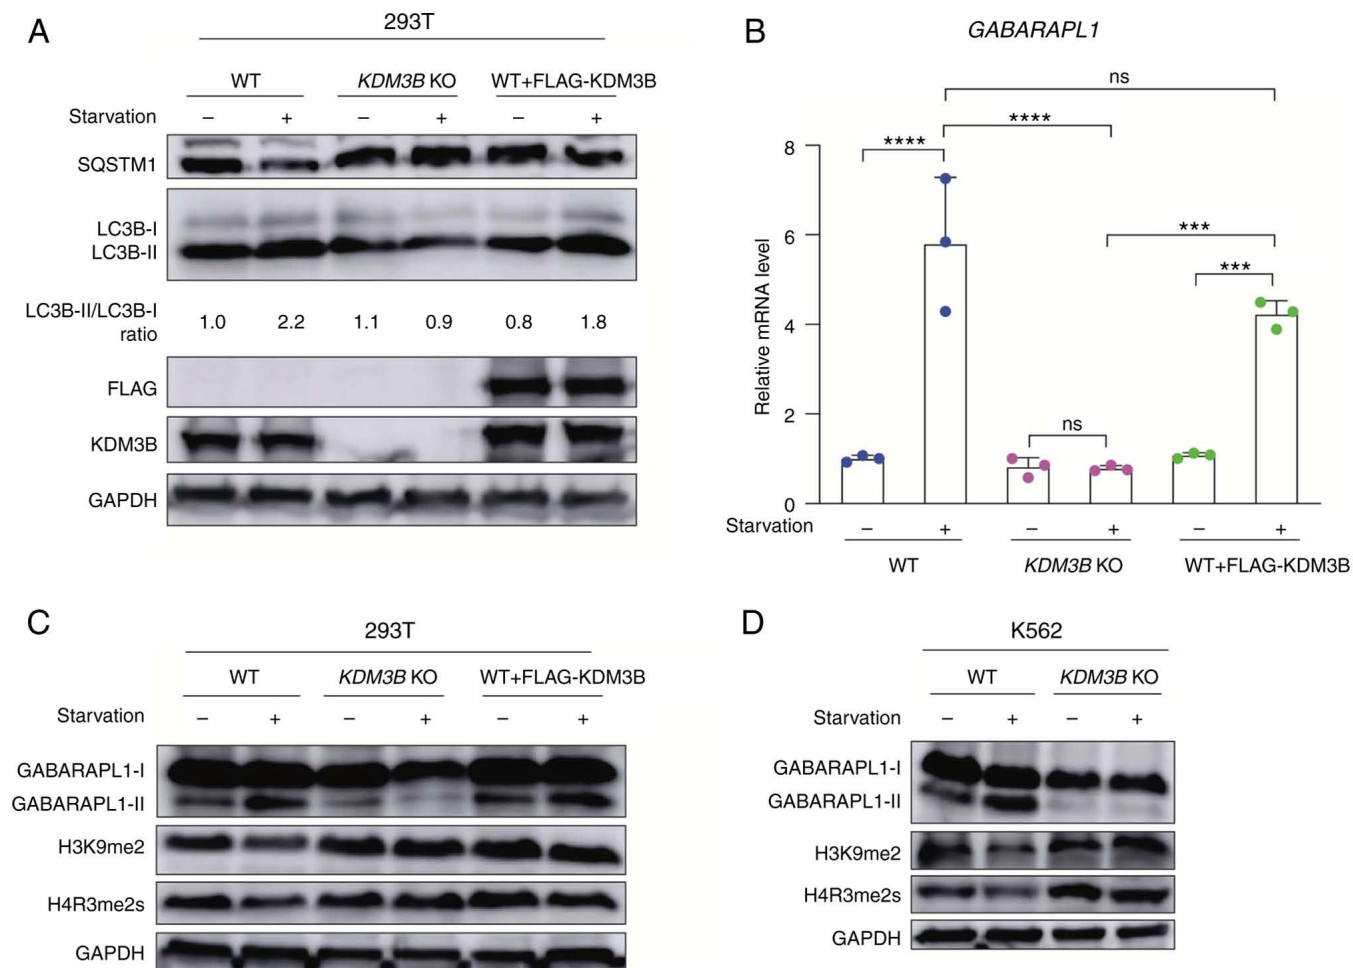 A
293T
WT KDM3B KO WT+FLAG-KDM3B
Starvation – + – + – +
SQSTM1
LC3B-I
LC3B-II
LC3B-II/LC3B-I
ratio
1.0 2.2 1.1 0.9 0.8 1.8
FLAG
KDM3B
GAPDH
B
GABARAPL1
ns
****
****
***
***
ns
Relative mRNA level
8
6
4
2
0
Starvation – + – + – +
WT KDM3B KO WT+FLAG-KDM3B
C
293T
WT KDM3B KO WT+FLAG-KDM3B
Starvation – + – + – +
GABARAPL1-I
GABARAPL1-II
H3K9me2
H4R3me2s
GAPDH
D
K562
WT KDM3B KO
Starvation – + – +
GABARAPL1-I
GABARAPL1-II
H3K9me2
H4R3me2s
GAPDH